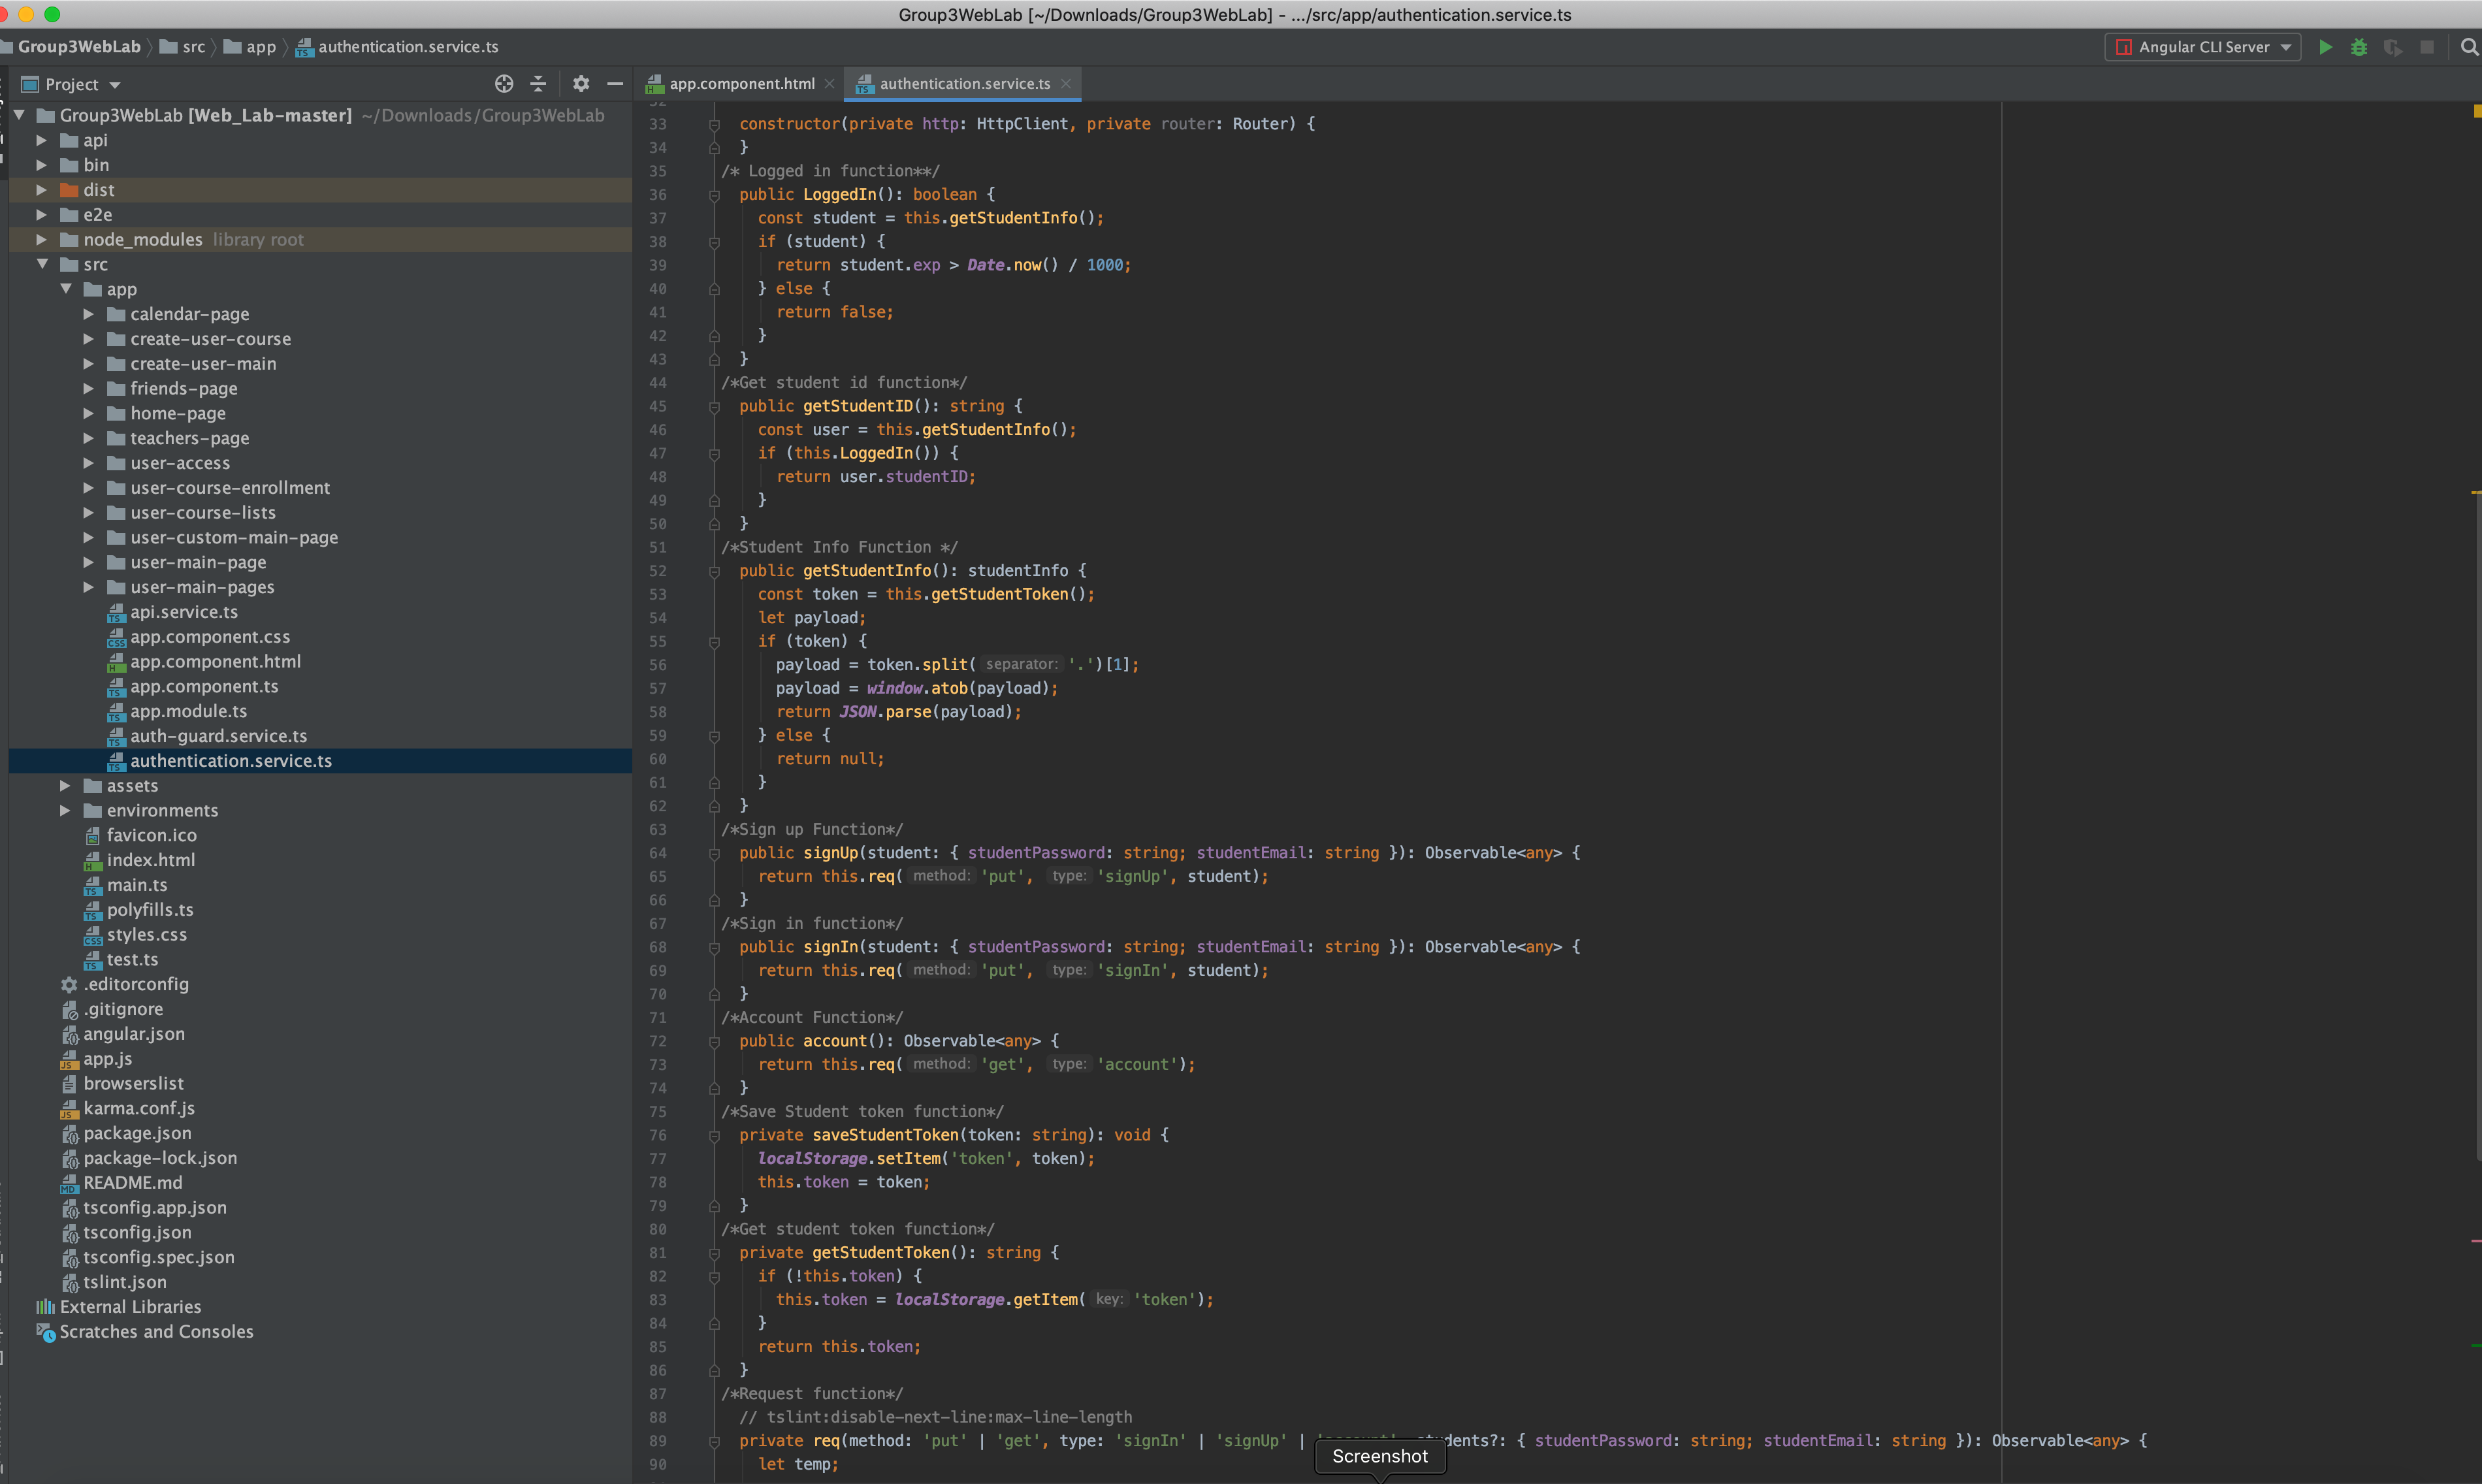 Group3WebLab [~/Downloads/Group3WebLab] - .../src/app/authentication.service.ts
Group3WebLab src app authentication.service.ts
Angular CLI Server
Project
app.component.html
authentication.service.ts
Group3WebLab [Web_Lab-master] ~/Downloads/Group3WebLab
api
bin
dist
e2e
node_modules library root
src
app
calendar-page
create-user-course
create-user-main
friends-page
home-page
teachers-page
user-access
user-course-enrollment
user-course-lists
user-custom-main-page
user-main-page
user-main-pages
api.service.ts
app.component.css
app.component.html
app.component.ts
app.module.ts
auth-guard.service.ts
authentication.service.ts
assets
environments
favicon.ico
index.html
main.ts
polyfills.ts
styles.css
test.ts
.editorconfig
.gitignore
angular.json
app.js
browserslist
karma.conf.js
package.json
package-lock.json
README.md
tsconfig.app.json
tsconfig.json
tsconfig.spec.json
tslint.json
External Libraries
Scratches and Consoles
33 constructor(private http: HttpClient, private router: Router) {
34 }
35 /* Logged in function**/
36 public LoggedIn(): boolean {
37 const student = this.getStudentInfo();
38 if (student) {
39 return student.exp > Date.now() / 1000;
40 } else {
41 return false;
42 }
43 }
44 /*Get student id function*/
45 public getStudentID(): string {
46 const user = this.getStudentInfo();
47 if (this.LoggedIn()) {
48 return user.studentID;
49 }
50 }
51 /*Student Info Function */
52 public getStudentInfo(): studentInfo {
53 const token = this.getStudentToken();
54 let payload;
55 if (token) {
56 payload = token.split( separator: '.')[1];
57 payload = window.atob(payload);
58 return JSON.parse(payload);
59 } else {
60 return null;
61 }
62 }
63 /*Sign up Function*/
64 public signUp(student: { studentPassword: string; studentEmail: string }): Observable<any> {
65 return this.req( method: 'put', type: 'signUp', student);
66 }
67 /*Sign in function*/
68 public signIn(student: { studentPassword: string; studentEmail: string }): Observable<any> {
69 return this.req( method: 'put', type: 'signIn', student);
70 }
71 /*Account Function*/
72 public account(): Observable<any> {
73 return this.req( method: 'get', type: 'account');
74 }
75 /*Save Student token function*/
76 private saveStudentToken(token: string): void {
77 localStorage.setItem('token', token);
78 this.token = token;
79 }
80 /*Get student token function*/
81 private getStudentToken(): string {
82 if (!this.token) {
83 this.token = localStorage.getItem( key: 'token');
84 }
85 return this.token;
86 }
87 /*Request function*/
88 // tslint:disable-next-line:max-line-length
89 private req(method: 'put' | 'get', type: 'signIn' | 'signUp' | students?: { studentPassword: string; studentEmail: string }): Observable<any> {
90 let temp;
Screenshot